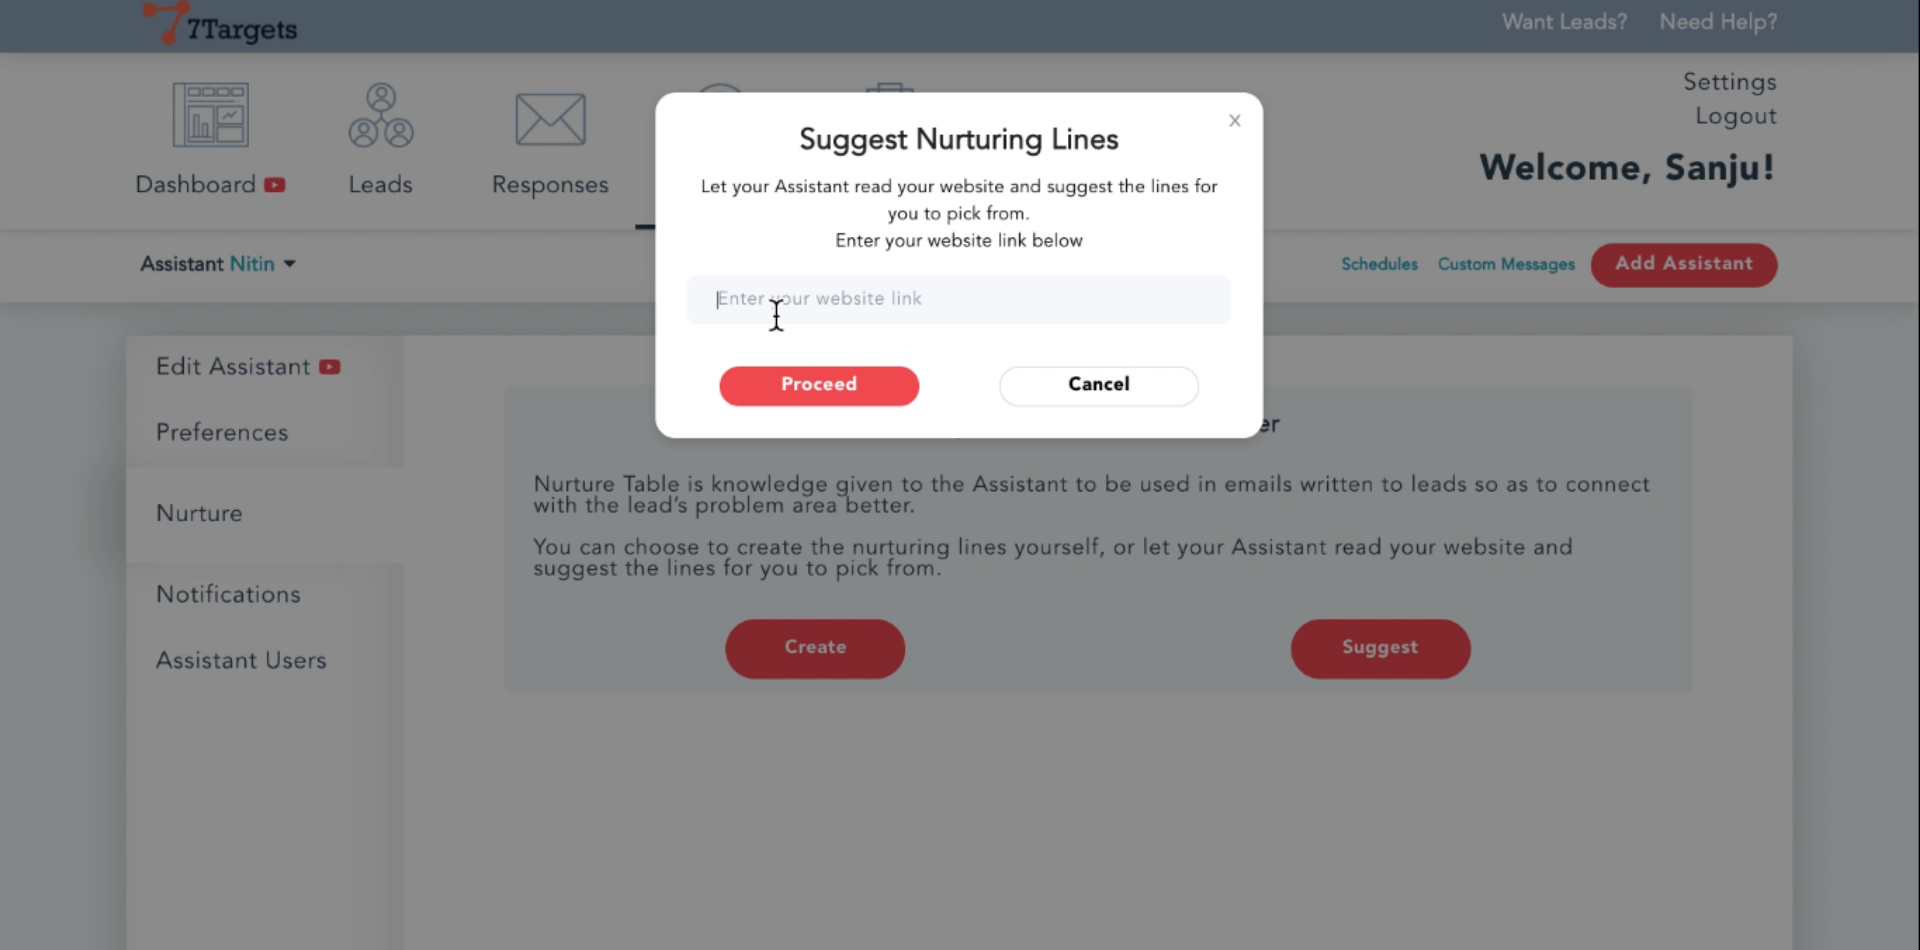 7Targets
Want Leads? Need Help?
Settings
Logout
Dashboard Leads Responses
Welcome, Sanju!
Assistant Nitin
Schedules Custom Messages Add Assistant
Suggest Nurturing Lines
x
Let your Assistant read your website and suggest the lines for
you to pick from.
Enter your website link below
Enter your website link
Proceed Cancel
Edit Assistant
Preferences
Nurture
Notifications
Assistant Users
Nurture Table is knowledge given to the Assistant to be used in emails written to leads so as to connect
with the lead's problem area better.
You can choose to create the nurturing lines yourself, or let your Assistant read your website and
suggest the lines for you to pick from.
Create Suggest